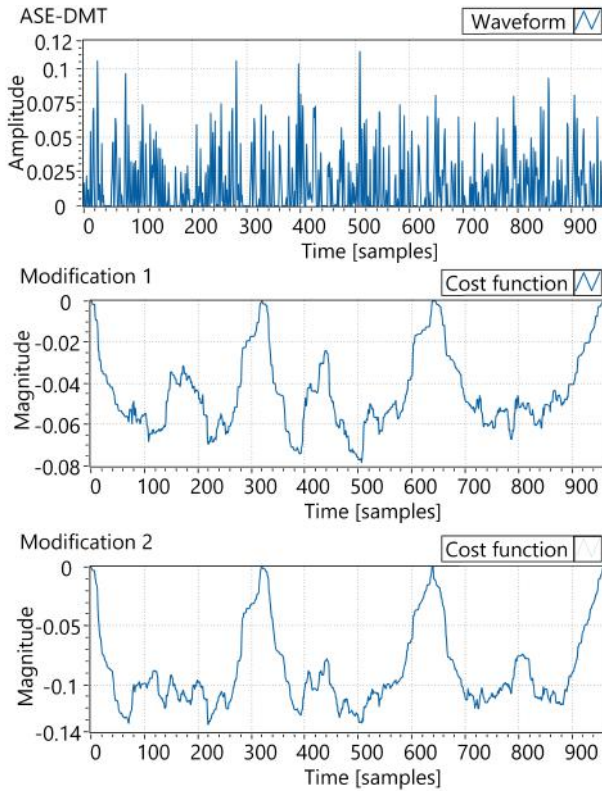 ASE-DMT
Waveform
0.12
0.1
0.075
0.05
0.025
0
Amplitude
0 100 200 300 400 500 600 700 800 900
Time [samples]
Modification 1
Cost function
0
-0.02
-0.04
-0.06
-0.08
Magnitude
0 100 200 300 400 500 600 700 800 900
Time [samples]
Modification 2
Cost function
0
-0.05
-0.1
-0.14
Magnitude
0 100 200 300 400 500 600 700 800 900
Time [samples]